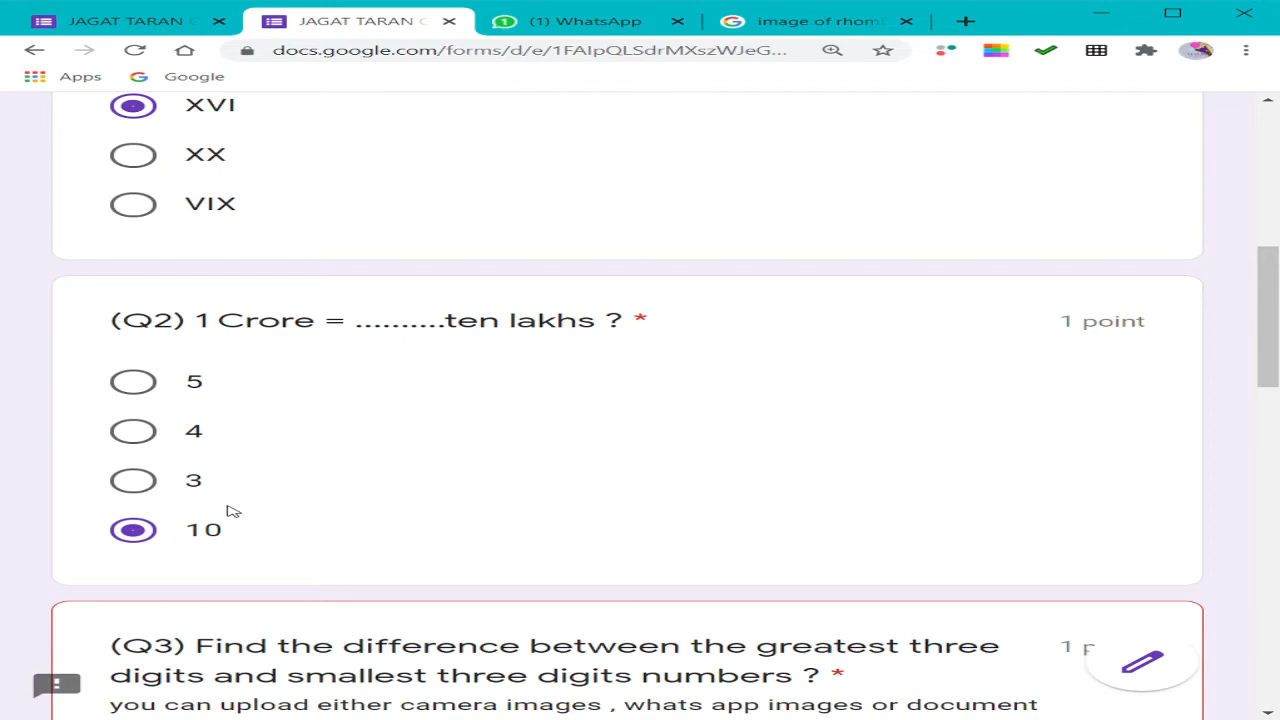 JAGAT TARAN
JAGAT TARAN
(1) WhatsApp
image of rhom
docs.google.com/forms/d/e/1FAIpQLSdrMXszWJeG...
Apps
Google
XVI
XX
VIX
(Q2) 1 Crore = ..........ten lakhs ? *
1 point
5
4
3
10
(Q3) Find the difference between the greatest three
digits and smallest three digits numbers ? *
1 p
you can upload either camera images , whats app images or document